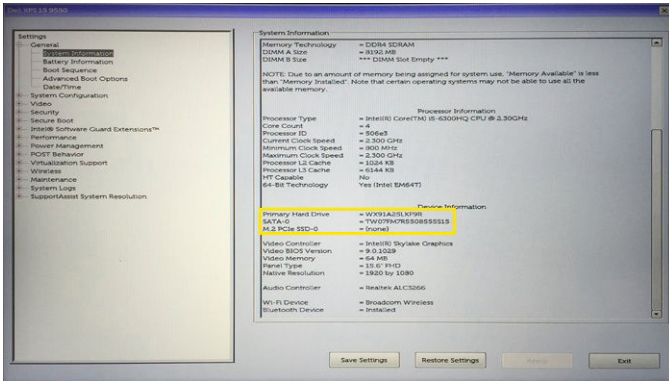 Dell XPS 15 9550
Settings
General
System Information
Battery Information
Boot Sequence
Advanced Boot Options
Date/Time
System Configuration
Video
Security
Secure Boot
Intel® Software Guard Extensions™
Performance
Power Management
POST Behavior
Virtualization Support
Wireless
Maintenance
System Logs
SupportAssist System Resolution
System Information
Memory Technology = DDR4 SDRAM
DIMM A Size = 8192 MB
DIMM B Size *** DIMM Slot Empty ***
NOTE: Due to an amount of memory being assigned for system use, "Memory Available" is less
than "Memory Installed". Note that certain operating systems may not be able to use all the
available memory.
Processor Information
Processor Type = Intel(R) Core(TM) i5-6300HQ CPU @ 2.30GHz
Core Count = 4
Processor ID = 506e3
Current Clock Speed = 2.300 GHz
Minimum Clock Speed = 800 MHz
Maximum Clock Speed = 2.300 GHz
Processor L2 Cache = 1024 KB
Processor L3 Cache = 6144 KB
HT Capable No
64-Bit Technology Yes (Intel EM64T)
Device Information
Primary Hard Drive
SATA-0
M.2 PCIe SSD-0 = {none}
Video Controller = Intel(R) Skylake Graphics
Video BIOS Version = 9.0.1029
Video Memory = 64 MB
Panel Type = 15.6" FHD
Native Resolution = 1920 by 1080
Audio Controller = Realtek ALC3266
Wi-Fi Device = Broadcom Wireless
Bluetooth Device = Installed
Save Settings
Restore Settings
Apply
Exit